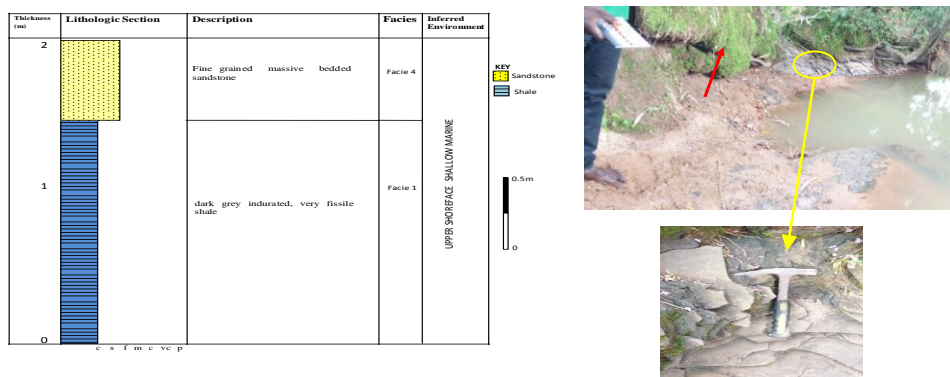 Thickness
(m)
Lithologic Section
Description
Facies
Inferred
Environment
2
Fine grained massive bedded
sandstone
Facie 4
1
dark grey indurated, very fissile
shale
Facie 1
UPPER SHOREFACE SHALLOW MARINE
0
c s f m c vc p
KEY
Sandstone
Shale
0.5m
0